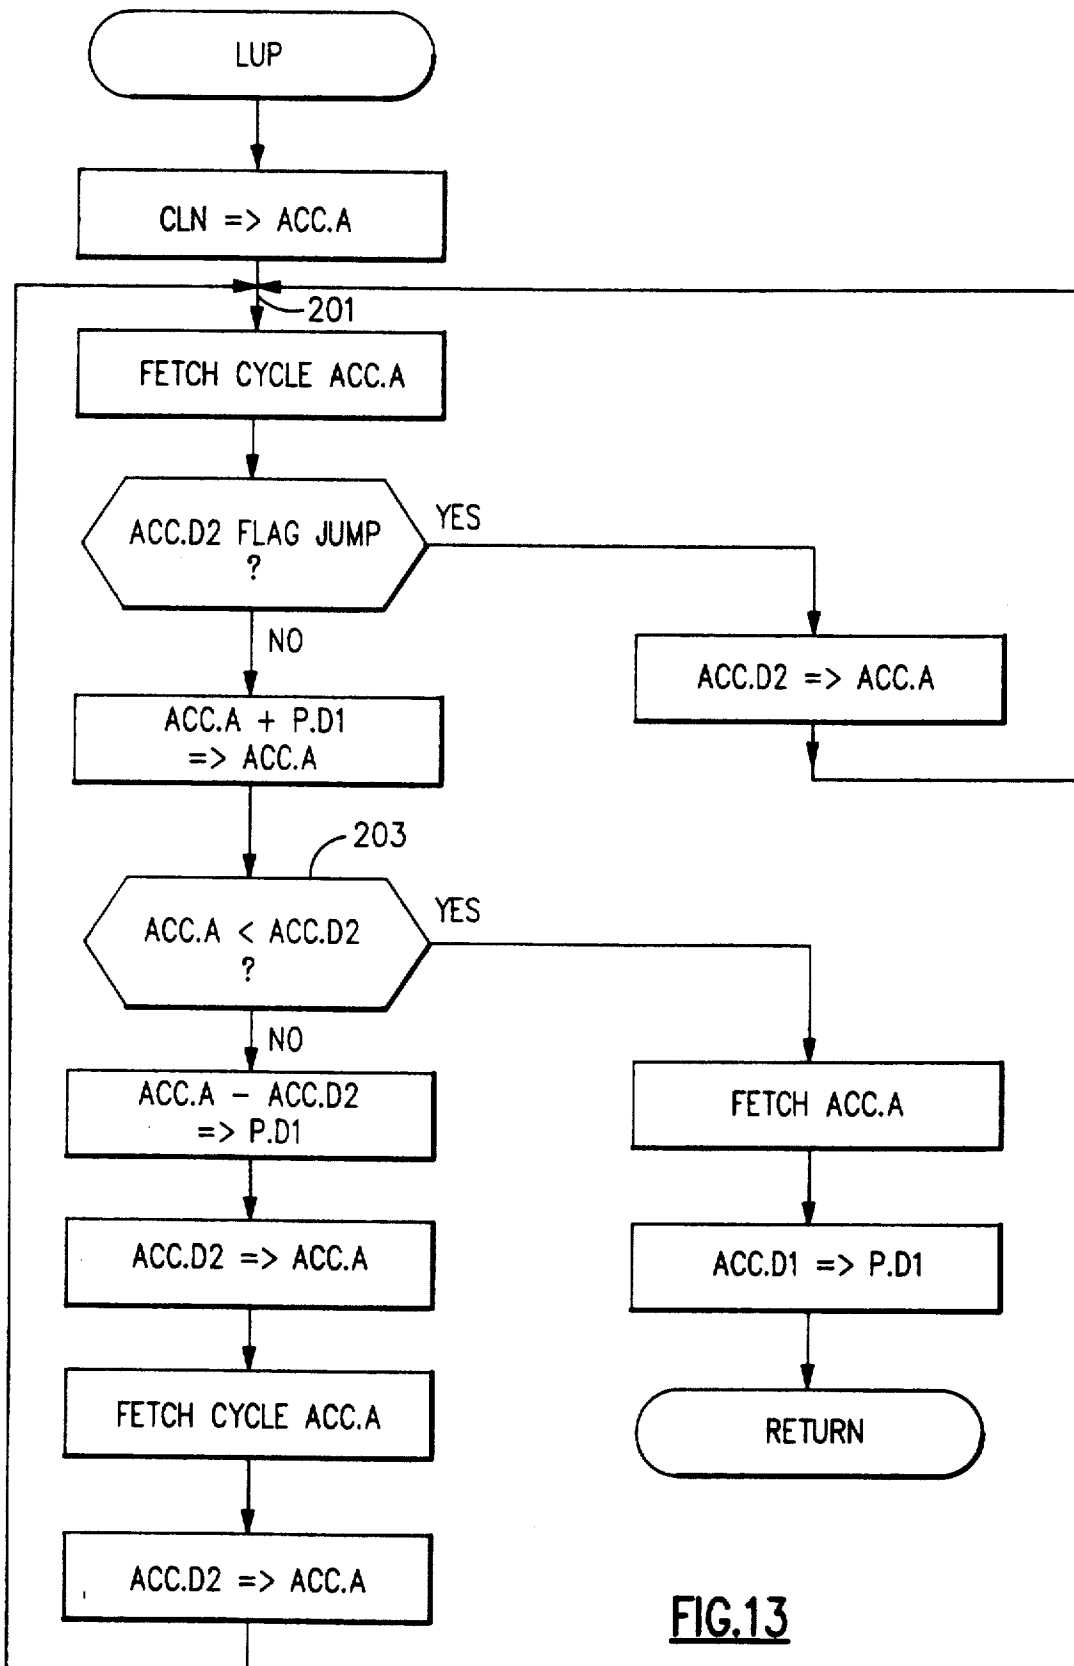 LUP
CLN => ACC.A
201
FETCH CYCLE ACC.A
ACC.D2 FLAG JUMP
?
YES
NO
ACC.D2 => ACC.A
ACC.A + P.D1
=> ACC.A
203
ACC.A < ACC.D2
?
YES
NO
ACC.A - ACC.D2
=> P.D1
FETCH ACC.A
ACC.D2 => ACC.A
ACC.D1 => P.D1
FETCH CYCLE ACC.A
RETURN
ACC.D2 => ACC.A
FIG.13